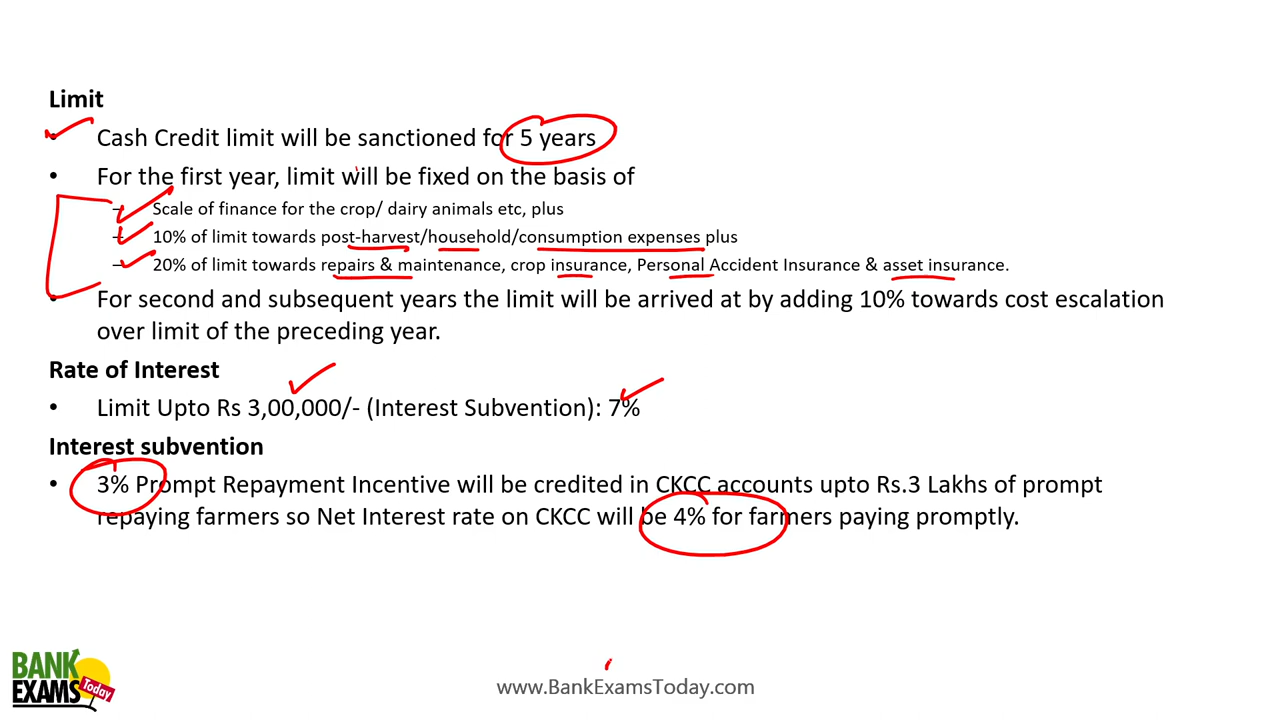 Limit
• Cash Credit limit will be sanctioned for 5 years
• For the first year, limit will be fixed on the basis of
– Scale of finance for the crop/ dairy animals etc, plus
– 10% of limit towards post-harvest/household/consumption expenses plus
– 20% of limit towards repairs & maintenance, crop insurance, Personal Accident Insurance & asset insurance.
• For second and subsequent years the limit will be arrived at by adding 10% towards cost escalation
over limit of the preceding year.
Rate of Interest
• Limit Upto Rs 3,00,000/- (Interest Subvention): 7%
Interest subvention
• 3% Prompt Repayment Incentive will be credited in CKCC accounts upto Rs.3 Lakhs of prompt
repaying farmers so Net Interest rate on CKCC will be 4% for farmers paying promptly.
BANK
EXAMS
Today
www.BankExamsToday.com